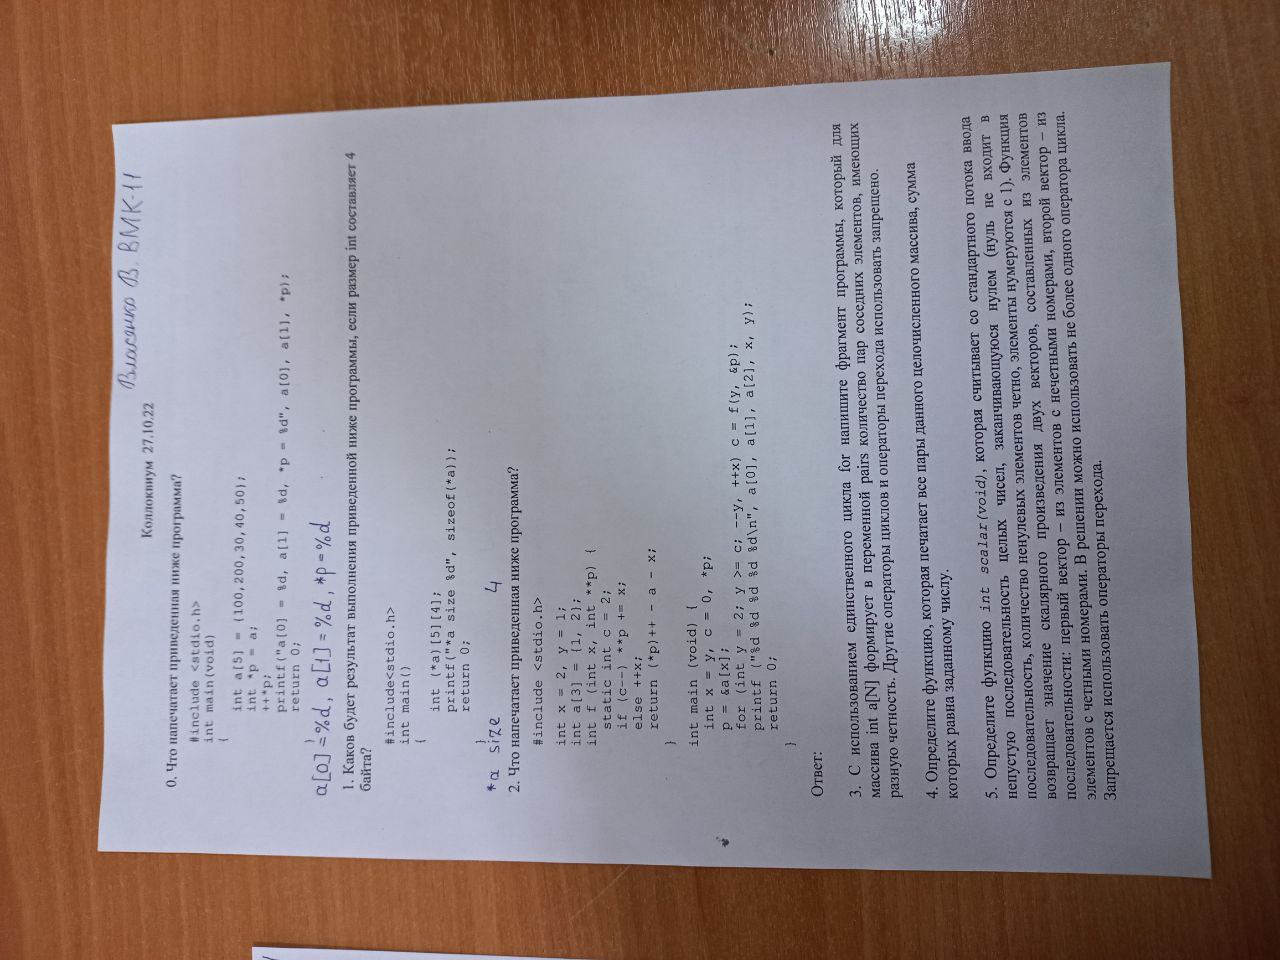 Власенко В. ВМК-11
Коллоквиум 27.10.22
0. Что напечатает приведенная ниже программа?
#include <stdio.h>
int main(void)
{
int a[5] = {100,200,30,40,50};
int *p = a;
++*p;
printf("a[0] = %d, a[1] = %d, *p = %d", a[0], a[1], *p);
return 0;
}
a[0] = %d, a[1] = %d, *p = %d
1. Каков будет результат выполнения приведенной ниже программы, если размер int составляет 4
байта?
#include<stdio.h>
int main()
{
int (*a)[5][4];
printf("*a size %d", sizeof(*a));
return 0;
}
*a size 4
2. Что напечатает приведенная ниже программа?
#include <stdio.h>
int x = 2, y = 1;
int a[3] = {1, 2};
int f (int x, int **p) {
static int c = 2;
if (c--) **p += x;
else ++x;
return (*p)++ - a - x;
}
int main (void) {
int x = y, c = 0, *p;
p = &a[x];
for (int y = 2; y >= c; --y, ++x) c = f(y, &p);
printf ("%d %d %d %d %d\n", a[0], a[1], a[2], x, y);
return 0;
}
Ответ:
3. С использованием единственного цикла for напишите фрагмент программы, который для
массива int a[N] формирует в переменной pairs количество пар соседних элементов, имеющих
разную четность. Другие операторы циклов и операторы перехода использовать запрещено.
4. Определите функцию, которая печатает все пары данного целочисленного массива, сумма
которых равна заданному числу.
5. Определите функцию int scalar(void), которая считывает со стандартного потока ввода
непустую последовательность целых чисел, заканчивающуюся нулем (нуль не входит в
последовательность, количество ненулевых элементов четно, элементы нумеруются с 1). Функция
возвращает значение скалярного произведения двух векторов, составленных из элементов
последовательности: первый вектор – из элементов с нечетными номерами, второй вектор – из
элементов с четными номерами. В решении можно использовать не более одного оператора цикла.
Запрещается использовать операторы перехода.